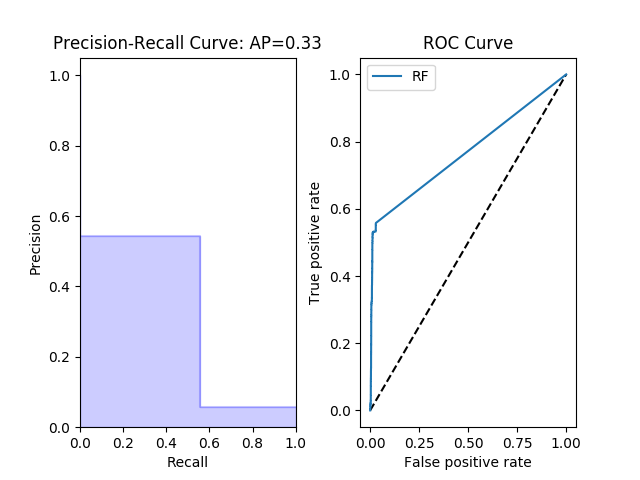 Precision-Recall Curve: AP=0.33
1.0
0.8
0.6
0.4
0.2
0.0
Precision
0.0 0.2 0.4 0.6 0.8 1.0
Recall
ROC Curve
RF
1.0
0.8
0.6
0.4
0.2
0.0
True positive rate
0.00 0.25 0.50 0.75 1.00
False positive rate